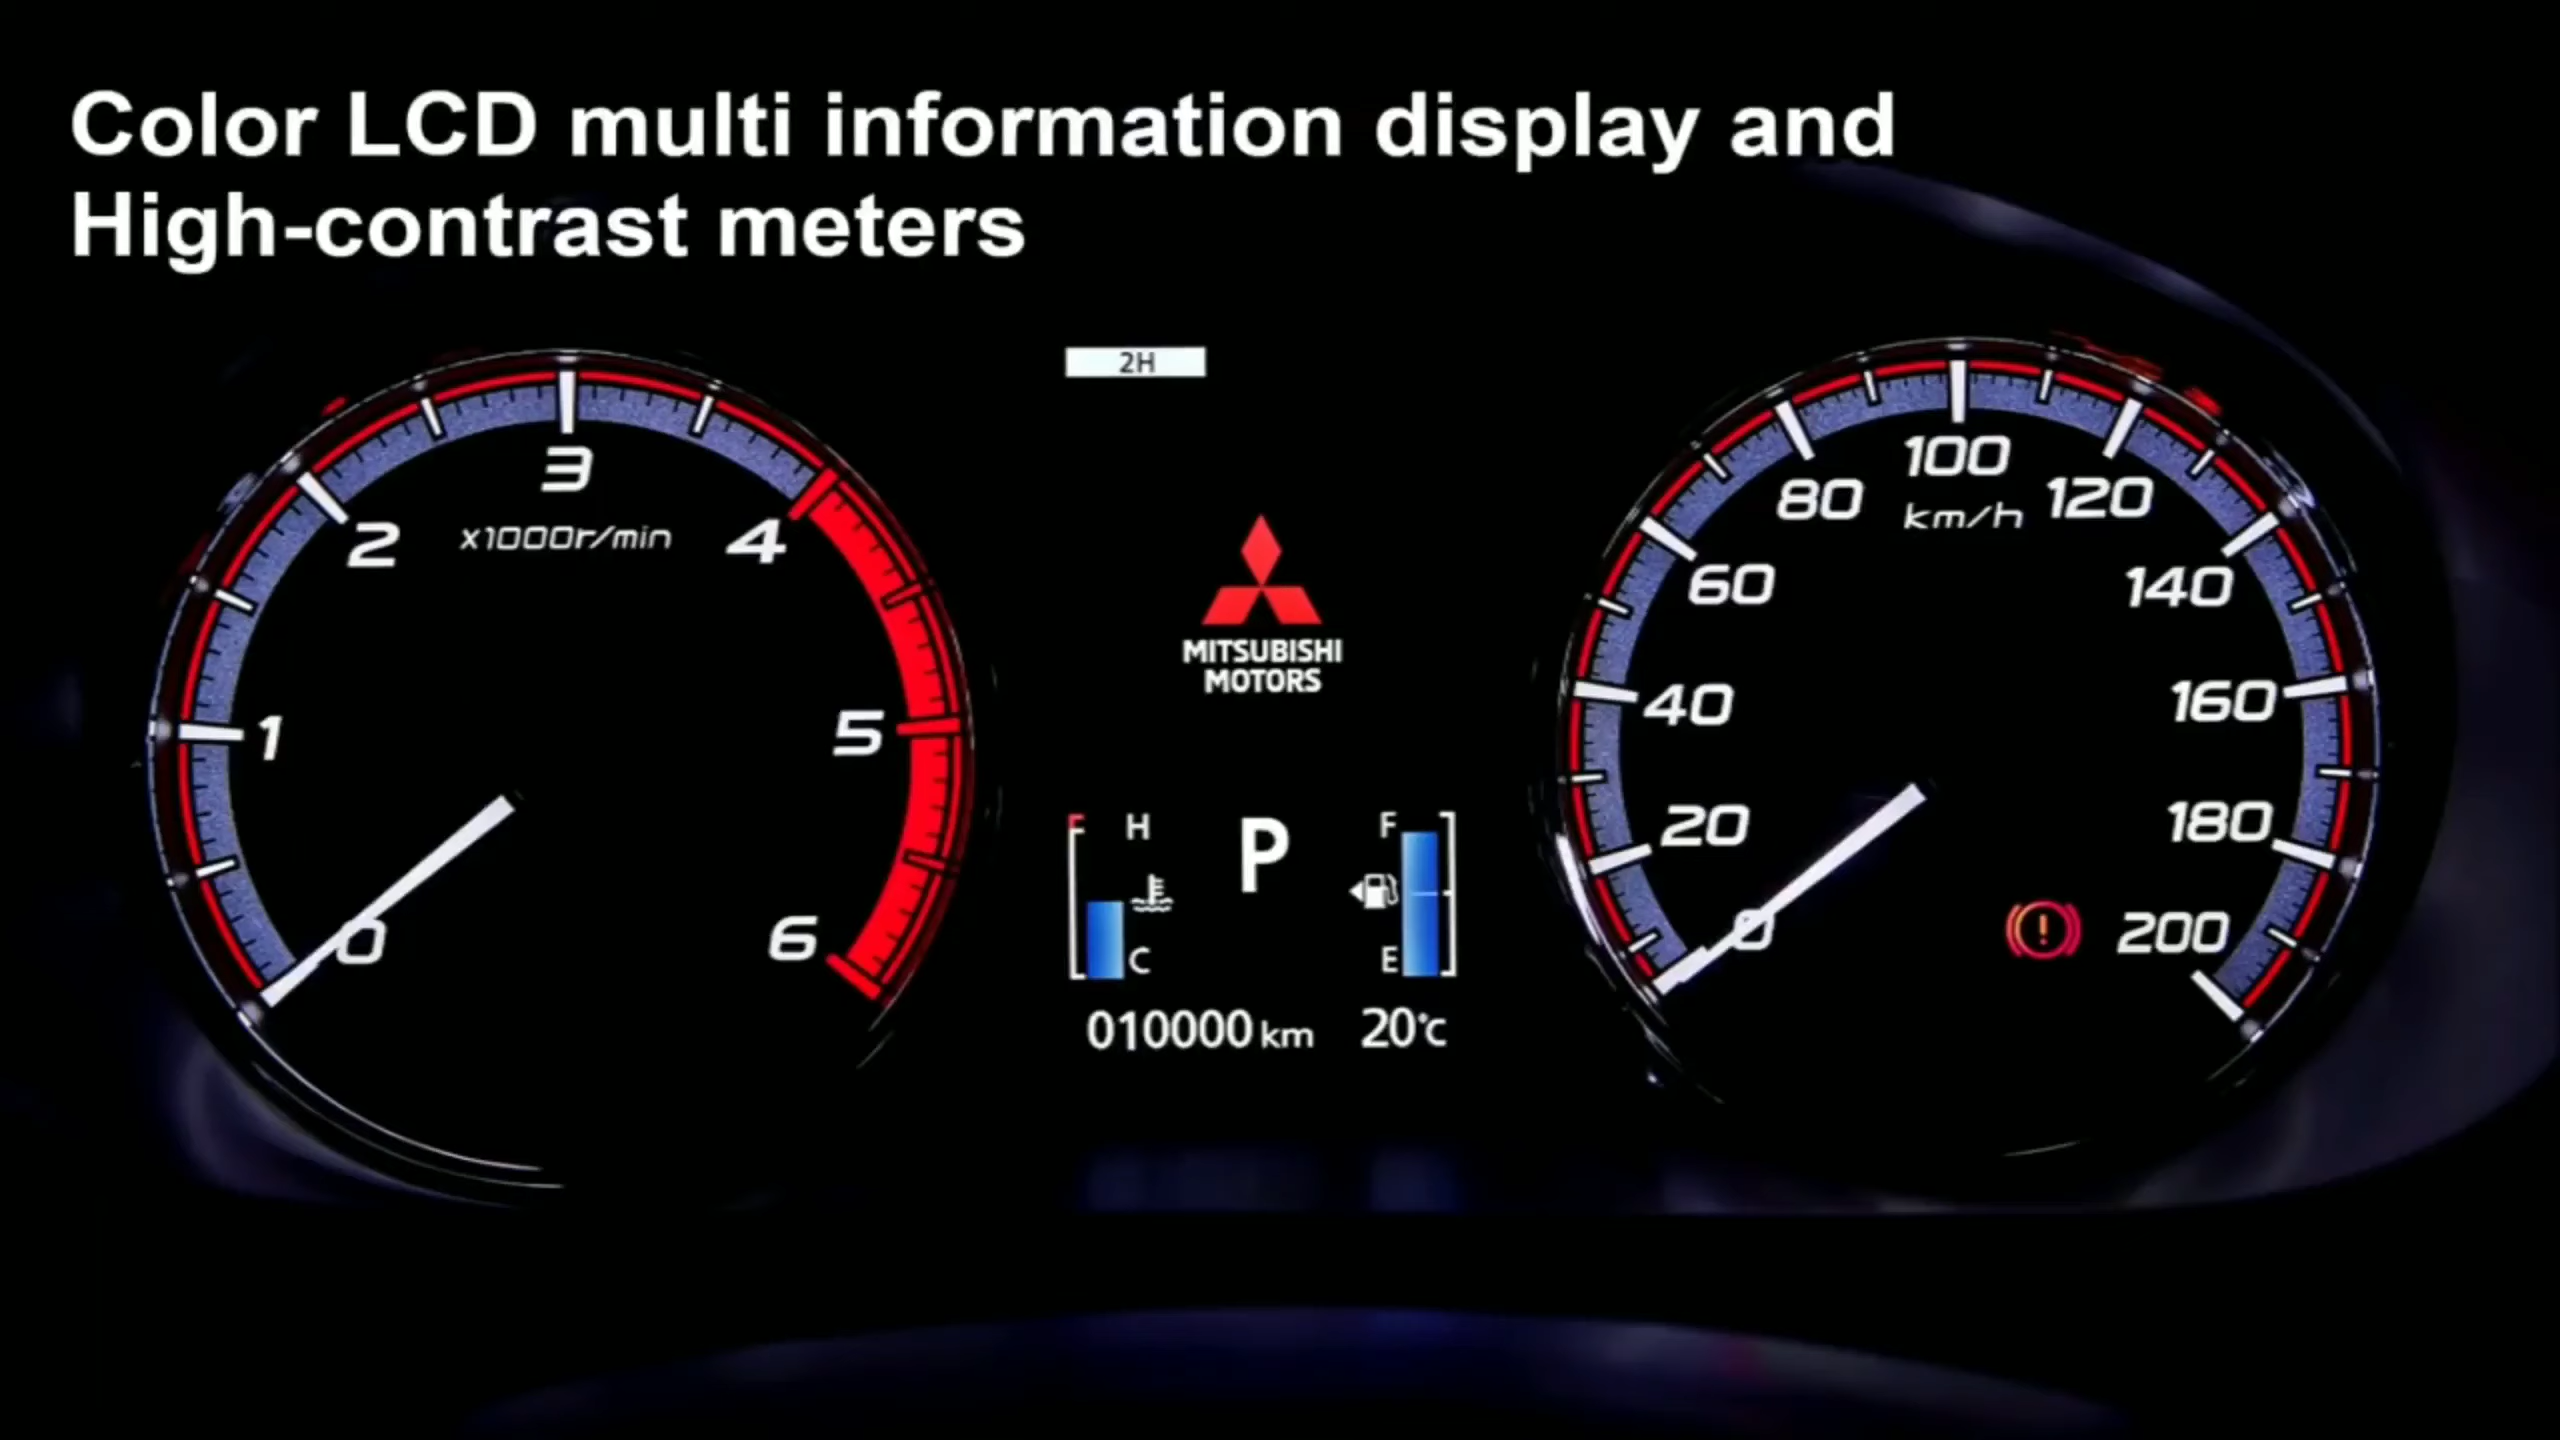 Color LCD multi information display and
High-contrast meters
2H
3
2
x1000r/min
4
1
5
0
6
MITSUBISHI
MOTORS
H
C
P
F
E
010000 km
20°C
100
80
km/h
120
60
140
40
160
20
180
0
200